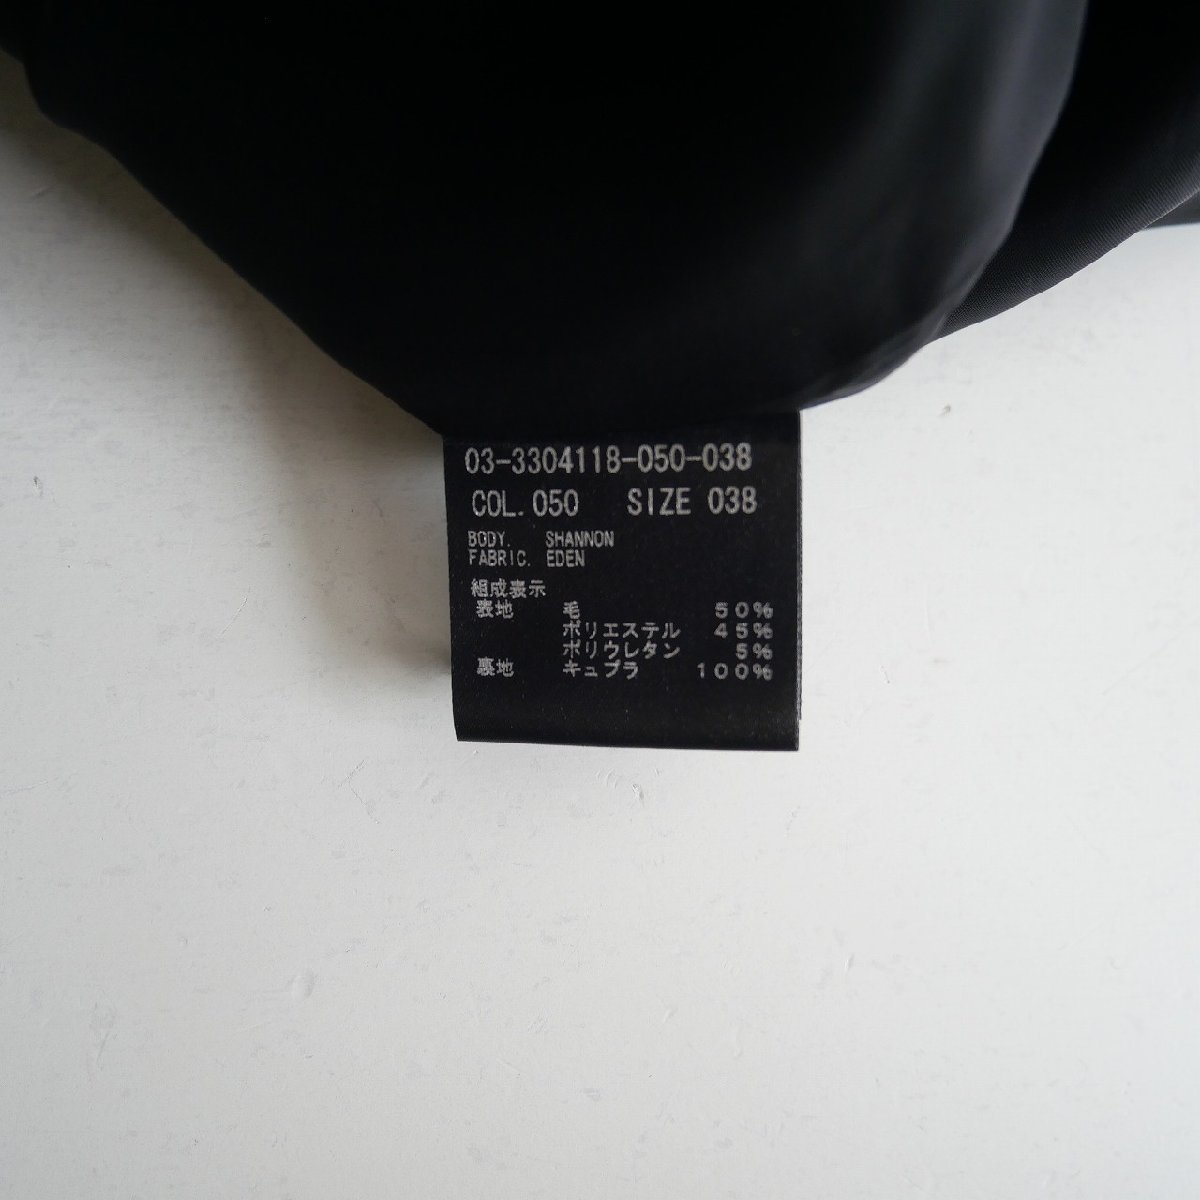 03-3304118-050-038
COL.050 SIZE 038
BODY. SHANNON
FABRIC. EDEN
組成表示
表地 毛 50%
ポリエステル 45%
ポリウレタン 5%
裏地 キュプラ 100%